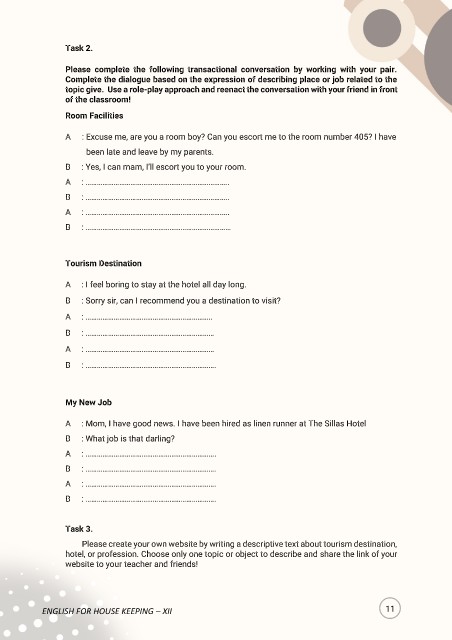 Task 2.
Please complete the following transactional conversation by working with your pair.
Complete the dialogue based on the expression of describing place or job related to the
topic give. Use a role-play approach and reenact the conversation with your friend in front
of the classroom!
Room Facilities
A : Excuse me, are you a room boy? Can you escort me to the room number 405? I have
been late and leave by my parents.
B : Yes, I can mam, I'll escort you to your room.
A : ....................................................................
B : ....................................................................
A : ....................................................................
B : ....................................................................
Tourism Destination
A : I feel boring to stay at the hotel all day long.
B : Sorry sir, can I recommend you a destination to visit?
A : ............................................................
B : ............................................................
A : ............................................................
B : ............................................................
My New Job
A : Mom, I have good news. I have been hired as linen runner at The Sillas Hotel
B : What job is that darling?
A : ............................................................
B : ............................................................
A : ............................................................
B : ............................................................
Task 3.
Please create your own website by writing a descriptive text about tourism destination,
hotel, or profession. Choose only one topic or object to describe and share the link of your
website to your teacher and friends!
ENGLISH FOR HOUSE KEEPING – XII
11